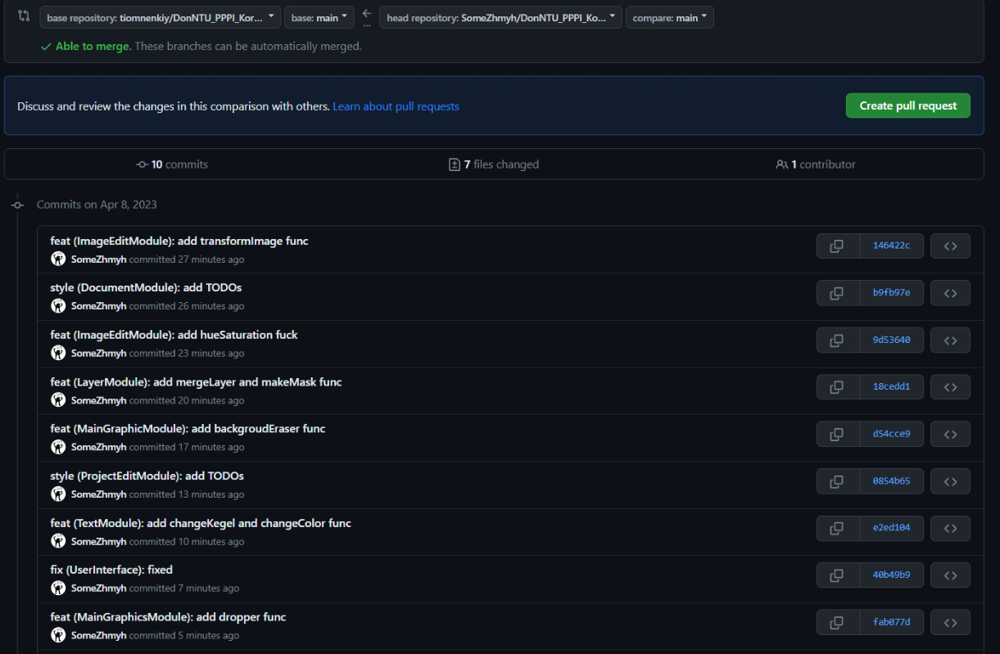 base repository: tiomnenkiy/DonNTU_PPPI_Kor... base: main ... head repository: SomeZhmyh/DonNTU_PPPI_Ko... compare: main
Able to merge. These branches can be automatically merged.
Discuss and review the changes in this comparison with others. Learn about pull requests Create pull request
10 commits 7 files changed 1 contributor
Commits on Apr 8, 2023
feat (ImageEditModule): add transformImage func
SomeZhmyh committed 27 minutes ago
146422c
style (DocumentModule): add TODOs
SomeZhmyh committed 26 minutes ago
b9fb97e
feat (ImageEditModule): add hueSaturation fuck
SomeZhmyh committed 23 minutes ago
9d53640
feat (LayerModule): add mergeLayer and makeMask func
SomeZhmyh committed 20 minutes ago
18cedd1
feat (MainGraphicModule): add backgroudEraser func
SomeZhmyh committed 17 minutes ago
d54cce9
style (ProjectEditModule): add TODOs
SomeZhmyh committed 13 minutes ago
0854b65
feat (TextModule): add changeKegel and changeColor func
SomeZhmyh committed 10 minutes ago
e2ed104
fix (UserInterface): fixed
SomeZhmyh committed 7 minutes ago
40b49b9
feat (MainGraphicsModule): add dropper func
SomeZhmyh committed 5 minutes ago
fab077d